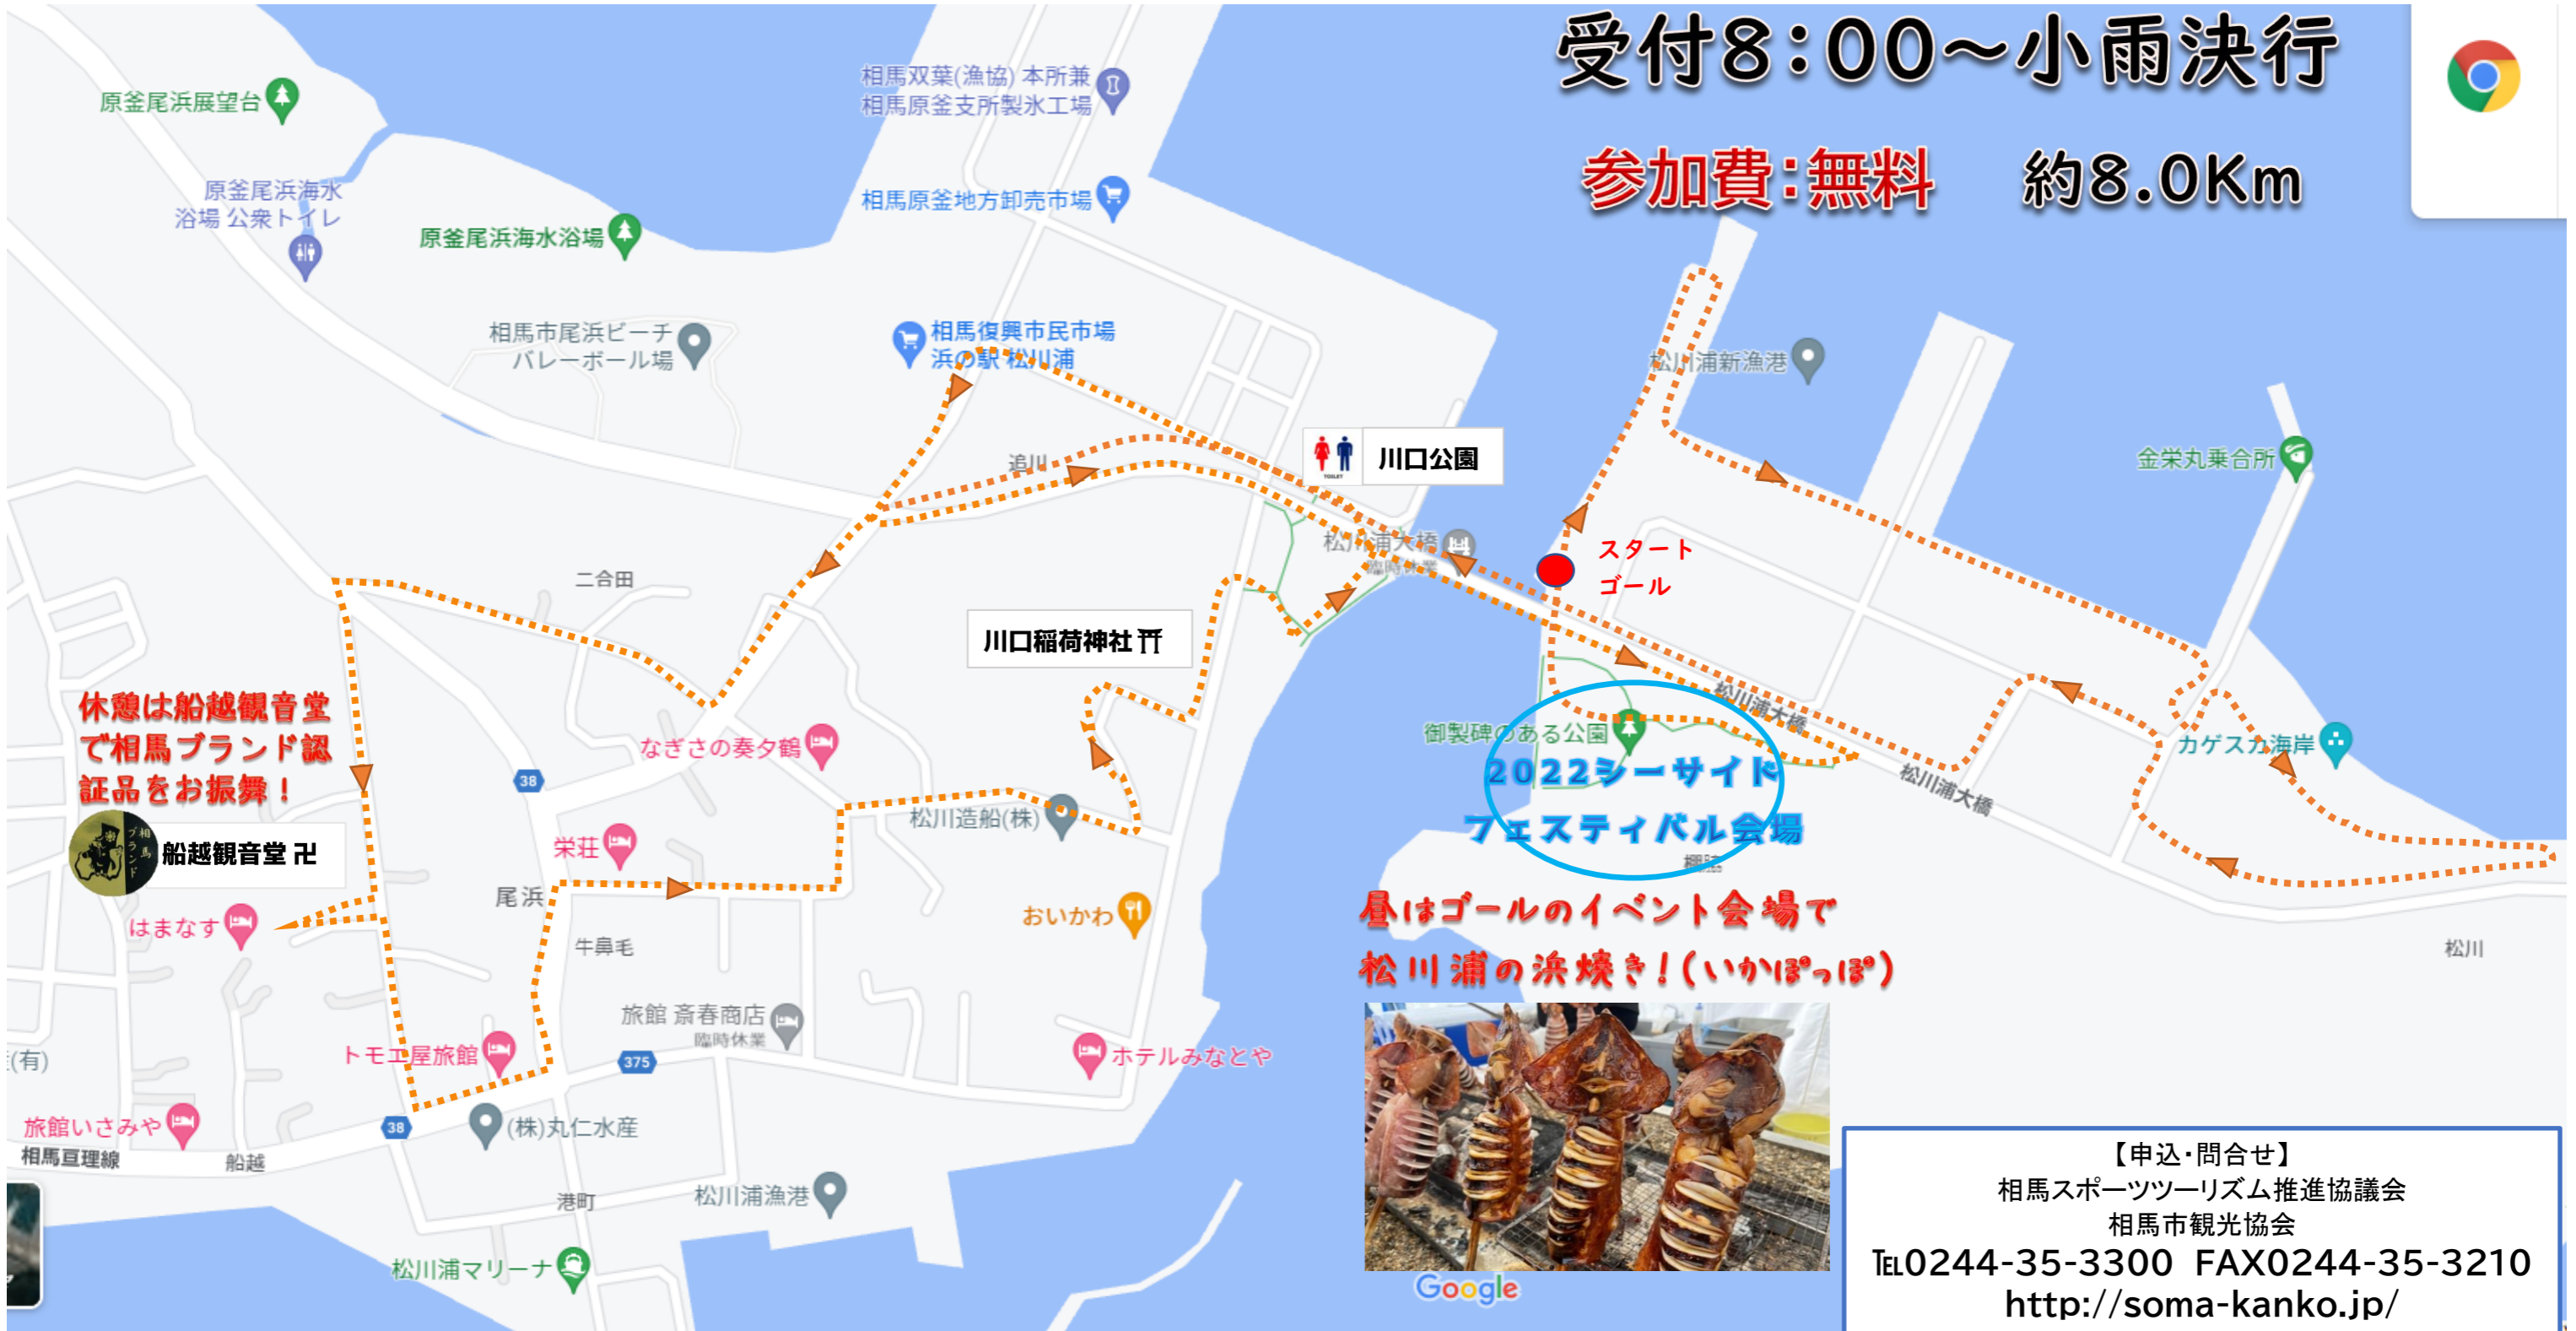 受付8：00～小雨決行
参加費：無料　約8.0Km
原釜尾浜展望台
相馬双葉(漁協) 本所兼
相馬原釜支所製氷工場
原釜尾浜海水
浴場 公衆トイレ
相馬原釜地方卸売市場
原釜尾浜海水浴場
相馬市尾浜ビーチ
バレーボール場
相馬復興市民市場
浜の駅 松川浦
松川浦新漁港
追川
TOILET
川口公園
金栄丸乗合所
松川浦大橋
臨時休業
スタート
ゴール
二合田
川口稲荷神社
休憩は船越観音堂
で相馬ブランド認
証品をお振舞！
なぎさの奏夕鶴
松川浦大橋
御製碑のある公園
カゲスカ海岸
38
松川浦大橋
2022シーサイド
フェスティバル会場
松川造船(株)
相馬
ブランド
船越観音堂 卍
栄荘
棚脇
尾浜
はまなす
おいかわ
昼はゴールのイベント会場で
松川浦の浜焼き！(いかぽっぽ)
牛鼻毛
松川
旅館 斎春商店
臨時休業
トモエ屋旅館
375
ホテルみなとや
(有)
旅館いさみや
38
(株)丸仁水産
相馬亘理線
船越
港町
松川浦漁港
松川浦マリーナ
Google
【申込・問合せ】
相馬スポーツツーリズム推進協議会
相馬市観光協会
℡0244-35-3300 FAX0244-35-3210
http://soma-kanko.jp/